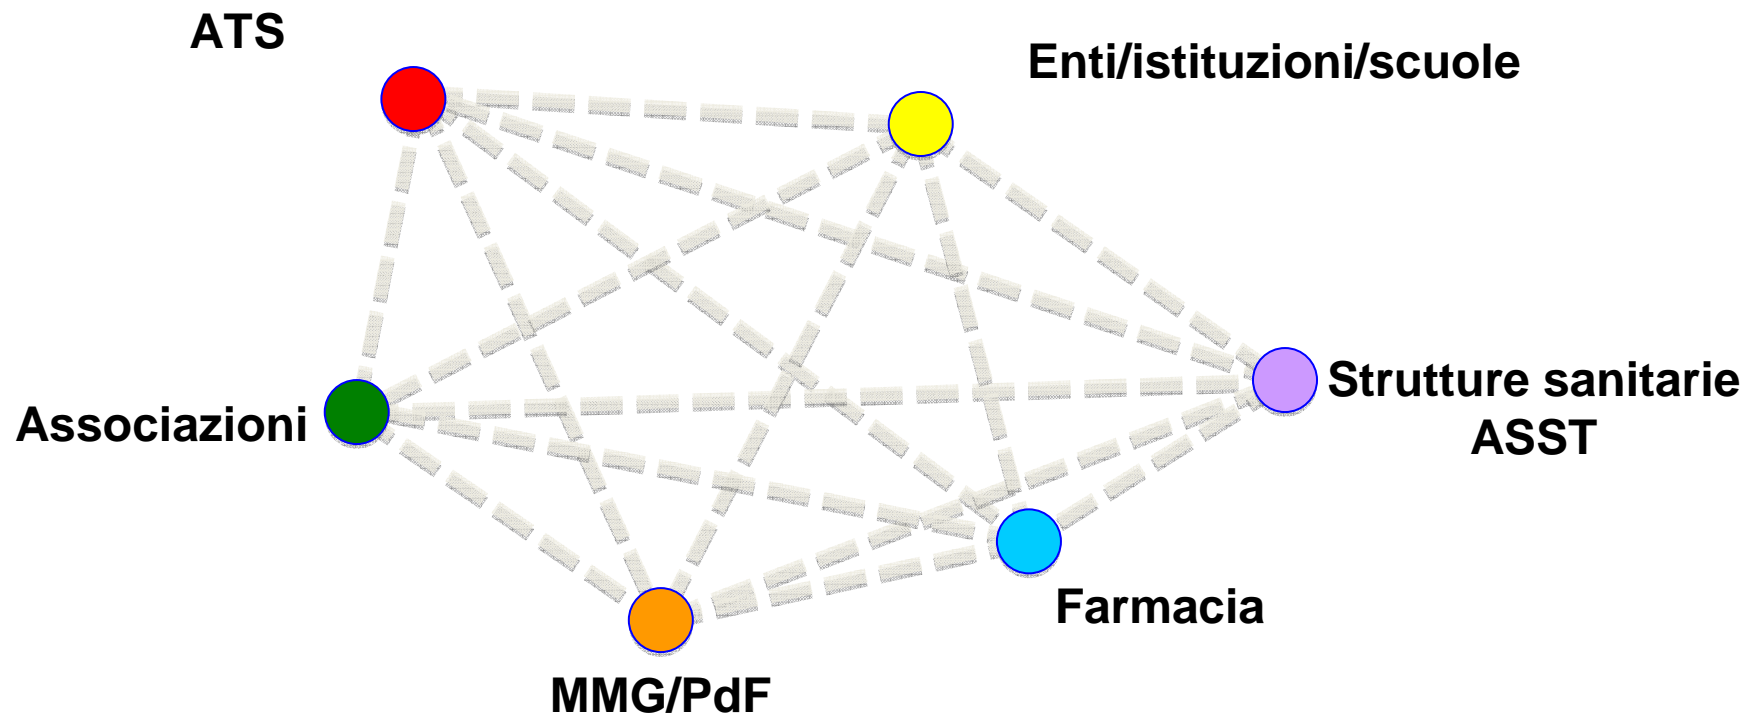 ATS
Enti/istituzioni/scuole
Strutture sanitarie
ASST
Associazioni
Farmacia
MMG/PdF